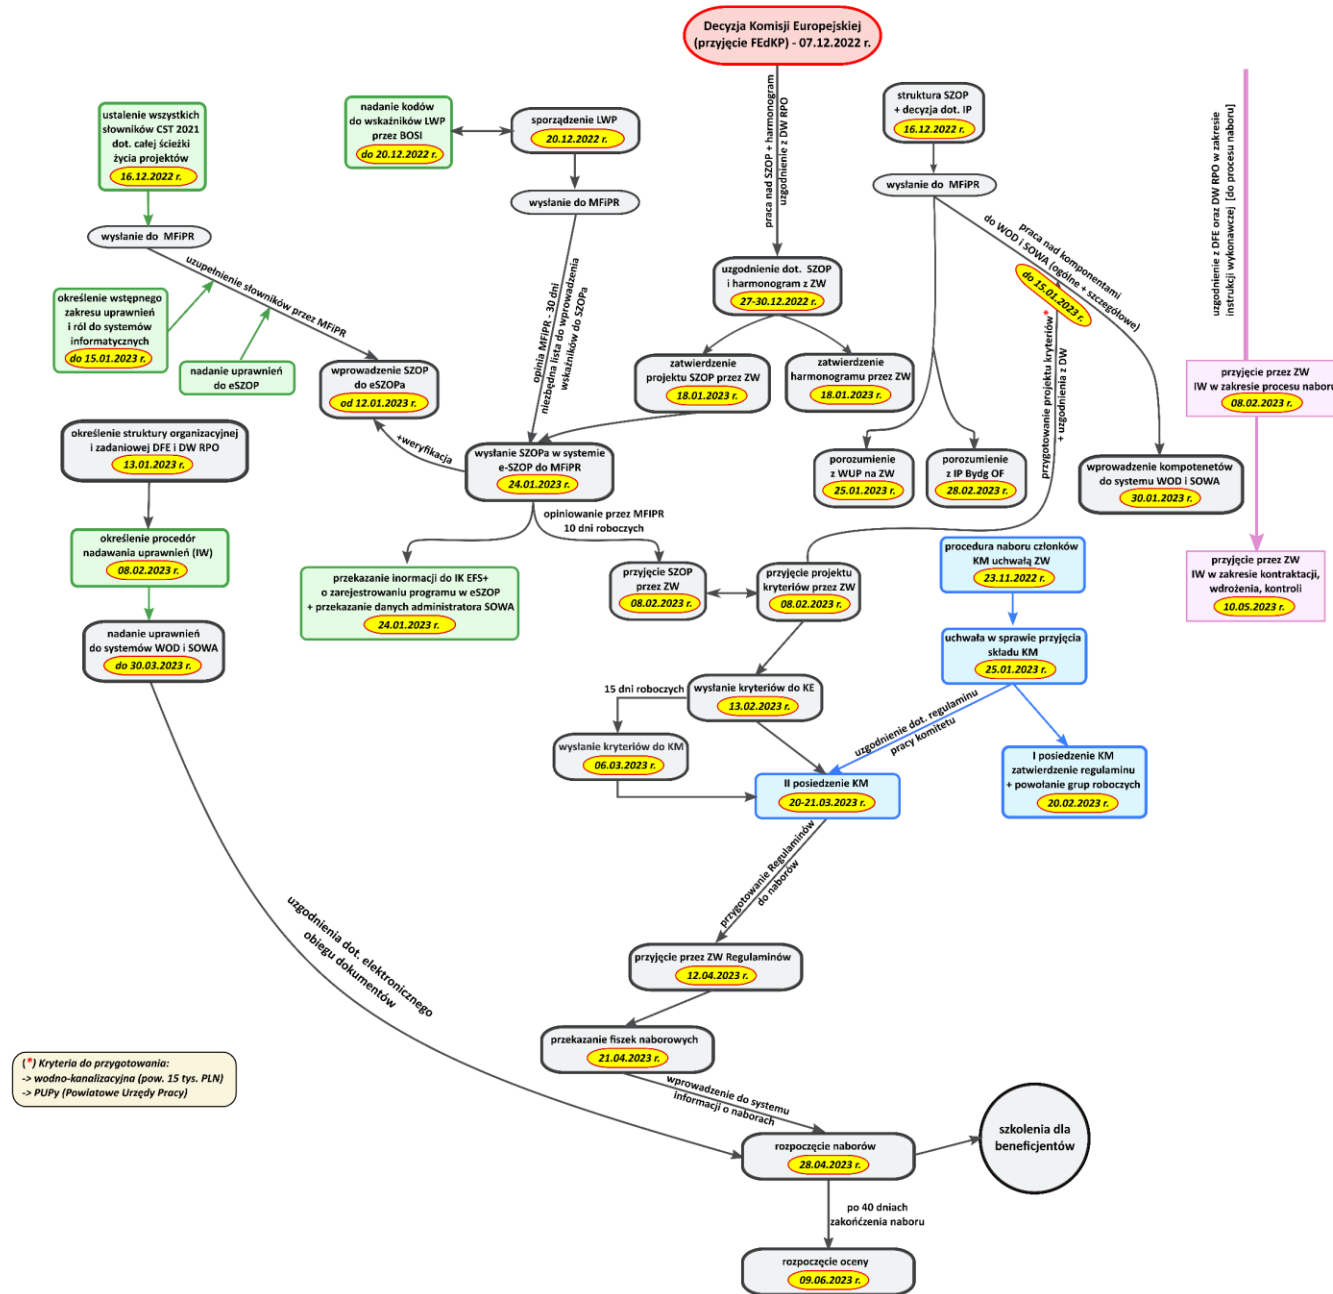 Decyzja Komisji Europejskiej
(przyjęcie FEdKP) - 07.12.2022 r.
praca nad SZOP + harmonogram
uzgodnienie z DW RPO
struktura SZOP
+ decyzja dot. IP
16.12.2022 r.
wysłanie do MFiPR
ustalenie wszystkich
słowników CST 2021
dot. całej ścieżki
życia projektów
16.12.2022 r.
wysłanie do MFiPR
uzupełnienie słowników przez MFiPR
nadanie kodów
do wskaźników LWP
przez BOSI
do 20.12.2022 r.
sporządzenie LWP
20.12.2022 r.
wysłanie do MFiPR
opinia MFiPR - 30 dni
niezbędna lista do wprowadzenia
wskaźników do SZOPa
uzgodnienie z DFE oraz DW RPO w zakresie
instrukcji wykonawczej [do procesu naboru]
praca nad komponentami
do WOD i SOWA (ogólne + szczegółowe)
do 15.01.2023 r.
uzgodnienie dot. SZOP
i harmonogram z ZW
27-30.12.2022 r.
określenie wstępnego
zakresu uprawnień
i ról do systemów
informatycznych
do 15.01.2023 r.
nadanie uprawnień
do eSZOP
wprowadzenie SZOP
do eSZOPa
od 12.01.2023 r.
+weryfikacja
zatwierdzenie
projektu SZOP przez ZW
18.01.2023 r.
zatwierdzenie
harmonogramu przez ZW
18.01.2023 r.
przygotowanie projektu kryteriów*
+ uzgodnienia z DW
przyjęcie przez ZW
IW w zakresie procesu naboru
08.02.2023 r.
określenie struktury organizacyjnej
i zadaniowej DFE i DW RPO
13.01.2023 r.
wysłanie SZOPa w systemie
e-SZOP do MFiPR
24.01.2023 r.
porozumienie
z WUP na ZW
25.01.2023 r.
porozumienie
z IP Bydg OF
28.02.2023 r.
wprowadzenie kompotenetów
do systemu WOD i SOWA
30.01.2023 r.
opiniowanie przez MFIPR
10 dni roboczych
określenie procedór
nadawania uprawnień (IW)
08.02.2023 r.
przekazanie inormacji do IK EFS+
o zarejestrowaniu programu w eSZOP
+ przekazanie danych administratora SOWA
24.01.2023 r.
przyjęcie SZOP
przez ZW
08.02.2023 r.
przyjęcie projektu
kryteriów przez ZW
08.02.2023 r.
procedura naboru członków
KM uchwałą ZW
23.11.2022 r.
przyjęcie przez ZW
IW w zakresie kontraktacji,
wdrożenia, kontroli
10.05.2023 r.
nadanie uprawnień
do systemów WOD i SOWA
do 30.03.2023 r.
uchwała w sprawie przyjęcia
składu KM
25.01.2023 r.
15 dni roboczych
wysłanie kryteriów do KE
13.02.2023 r.
uzgodnienie dot. regulaminu
pracy komitetu
wysłanie kryteriów do KM
06.03.2023 r.
I posiedzenie KM
zatwierdzenie regulaminu
+ powołanie grup roboczych
20.02.2023 r.
II posiedzenie KM
20-21.03.2023 r.
przygotowanie Regulaminów
do naborów
uzgodnienia dot. elektronicznego
obiegu dokumentów
przyjęcie przez ZW Regulaminów
12.04.2023 r.
przekazanie fiszek naborowych
21.04.2023 r.
wprowadzenie do systemu
informacji o naborach
(*) Kryteria do przygotowania:
-> wodno-kanalizacyjna (pow. 15 tys. PLN)
-> PUPy (Powiatowe Urzędy Pracy)
rozpoczęcie naborów
28.04.2023 r.
szkolenia dla
beneficjentów
po 40 dniach
zakońćzenia naboru
rozpoczęcie oceny
09.06.2023 r.